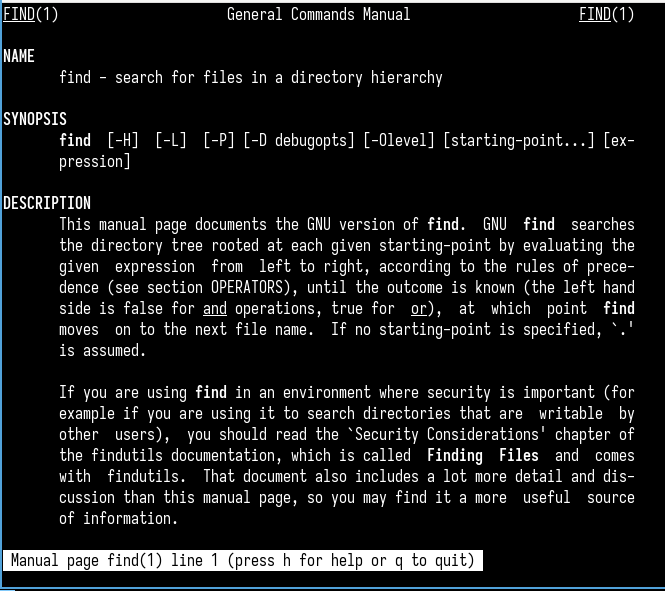 FIND(1) General Commands Manual FIND(1)
NAME
find - search for files in a directory hierarchy
SYNOPSIS
find [-H] [-L] [-P] [-D debugopts] [-Olevel] [starting-point...] [ex-
pression]
DESCRIPTION
This manual page documents the GNU version of find. GNU find searches
the directory tree rooted at each given starting-point by evaluating the
given expression from left to right, according to the rules of prece-
dence (see section OPERATORS), until the outcome is known (the left hand
side is false for and operations, true for or), at which point find
moves on to the next file name. If no starting-point is specified, `.'
is assumed.
If you are using find in an environment where security is important (for
example if you are using it to search directories that are writable by
other users), you should read the `Security Considerations' chapter of
the findutils documentation, which is called Finding Files and comes
with findutils. That document also includes a lot more detail and dis-
cussion than this manual page, so you may find it a more useful source
of information.
Manual page find(1) line 1 (press h for help or q to quit)